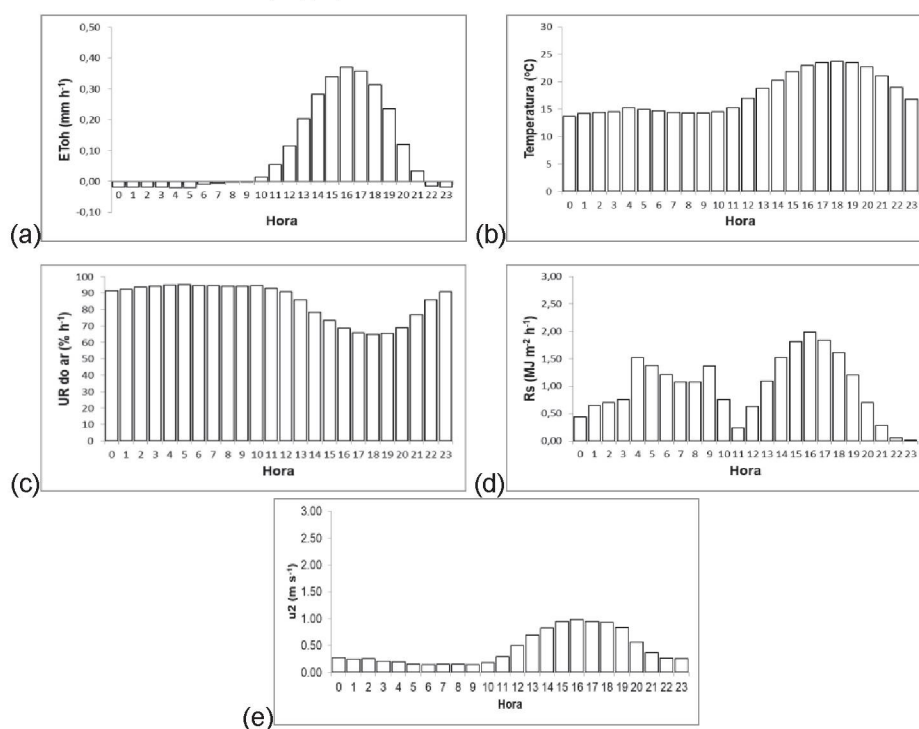 0,50
0,40
0,30
0,20
0,10
0,00
-0,10
EToh (mm h⁻¹)
0 1 2 3 4 5 6 7 8 9 10 11 12 13 14 15 16 17 18 19 20 21 22 23
Hora
(a)
30
25
20
15
10
5
0
Temperatura (ºC)
0 1 2 3 4 5 6 7 8 9 10 11 12 13 14 15 16 17 18 19 20 21 22 23
Hora
(b)
100
90
80
70
60
50
40
30
20
10
0
UR do ar (% h⁻¹)
0 1 2 3 4 5 6 7 8 9 10 11 12 13 14 15 16 17 18 19 20 21 22 23
Hora
(c)
3,00
2,50
2,00
1,50
1,00
0,50
0,00
Rs (MJ m⁻² h⁻¹)
0 1 2 3 4 5 6 7 8 9 10 11 12 13 14 15 16 17 18 19 20 21 22 23
Hora
(d)
3.00
2.50
2.00
1.50
1.00
0.50
0.00
u2 (m s⁻¹)
0 1 2 3 4 5 6 7 8 9 10 11 12 13 14 15 16 17 18 19 20 21 22 23
Hora
(e)